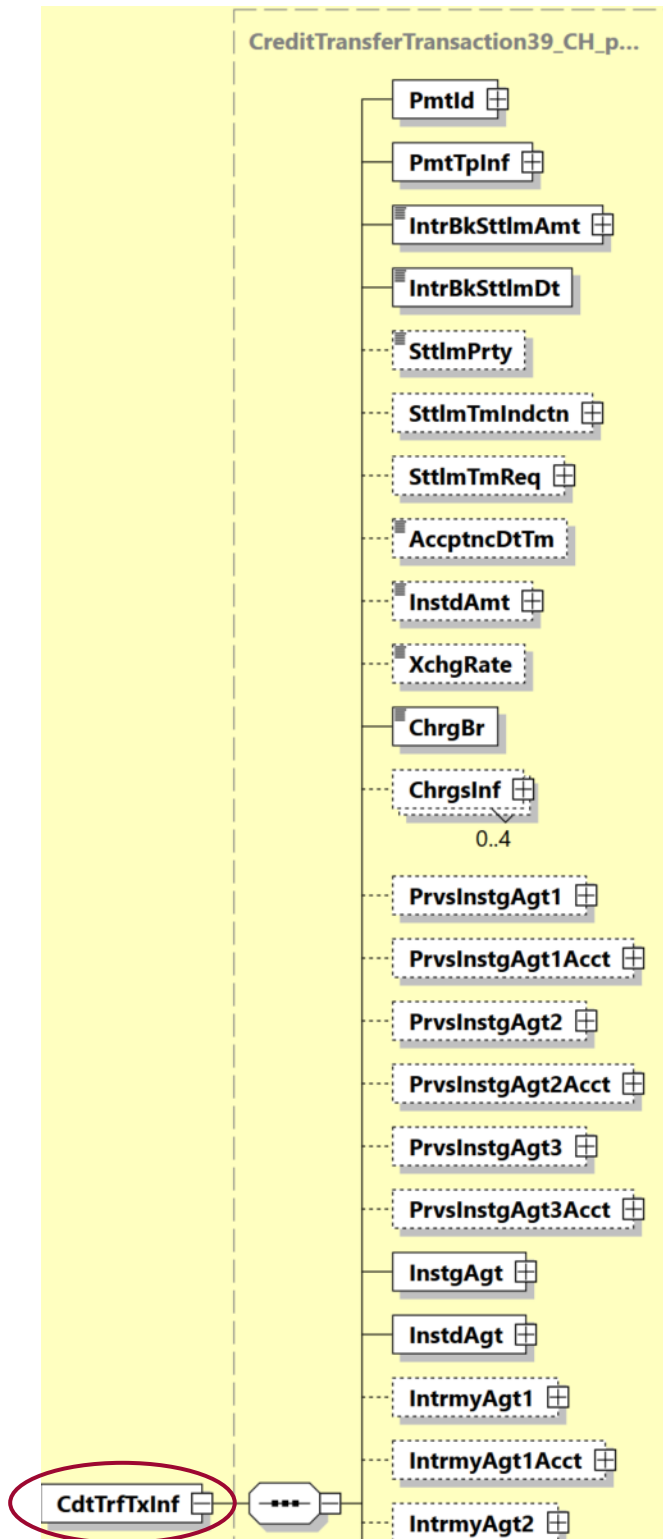 CreditTransferTransaction39_CH_p...
PmtId
PmtTpInf
IntrBkSttlmAmt
IntrBkSttlmDt
SttlmPrty
SttlmTmIndctn
SttlmTmReq
AccptncDtTm
InstdAmt
XchgRate
ChrgBr
ChrgsInf
0..4
PrvsInstgAgt1
PrvsInstgAgt1Acct
PrvsInstgAgt2
PrvsInstgAgt2Acct
PrvsInstgAgt3
PrvsInstgAgt3Acct
InstgAgt
InstdAgt
IntrmyAgt1
IntrmyAgt1Acct
CdtTrfTxInf
IntrmyAgt2